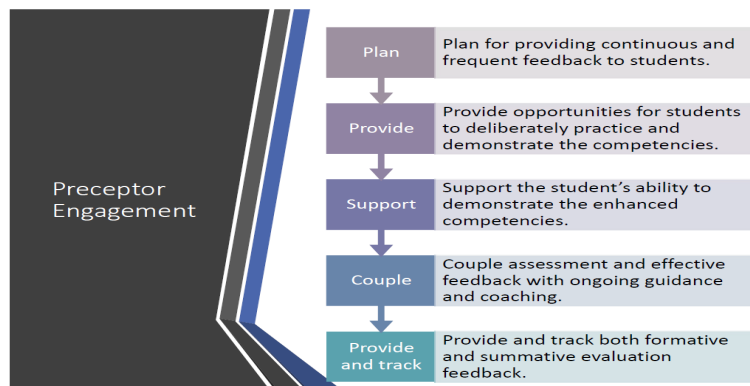 Preceptor
Engagement
Plan
Plan for providing continuous and
frequent feedback to students.
Provide
Provide opportunities for students
to deliberately practice and
demonstrate the competencies.
Support
Support the student’s ability to
demonstrate the enhanced
competencies.
Couple
Couple assessment and effective
feedback with ongoing guidance
and coaching.
Provide
and track
Provide and track both formative
and summative evaluation
feedback.